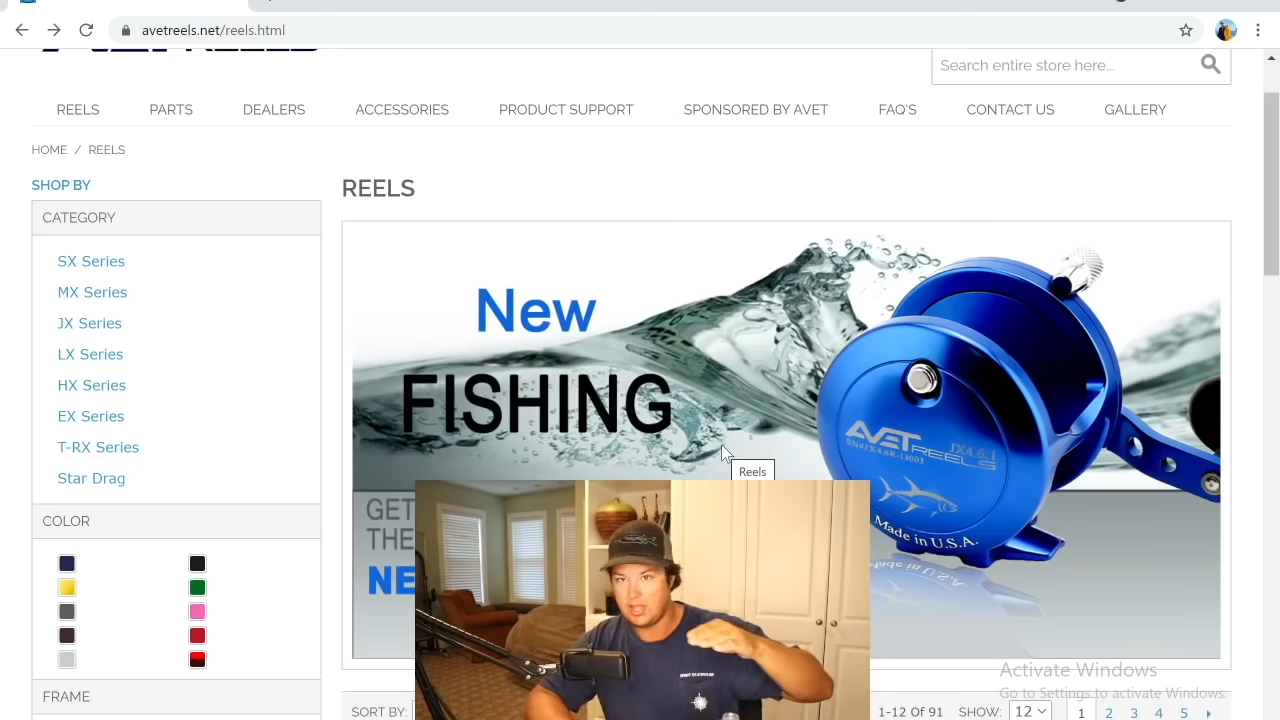 avetreels.net/reels.html
Search entire store here...
REELS PARTS DEALERS ACCESSORIES PRODUCT SUPPORT SPONSORED BY AVET FAQ'S CONTACT US GALLERY
HOME / REELS
SHOP BY
CATEGORY
SX Series
MX Series
JX Series
LX Series
HX Series
EX Series
T-RX Series
Star Drag
COLOR
FRAME
REELS
New
FISHING
GET
THE
NE
AVET
REELS
JX4.6:1
Made in U.S.A.
Reels
SORT BY:
1-12 Of 91 SHOW: 12 1 2 3 4 5
Activate Windows
Go to Settings to activate Windows.